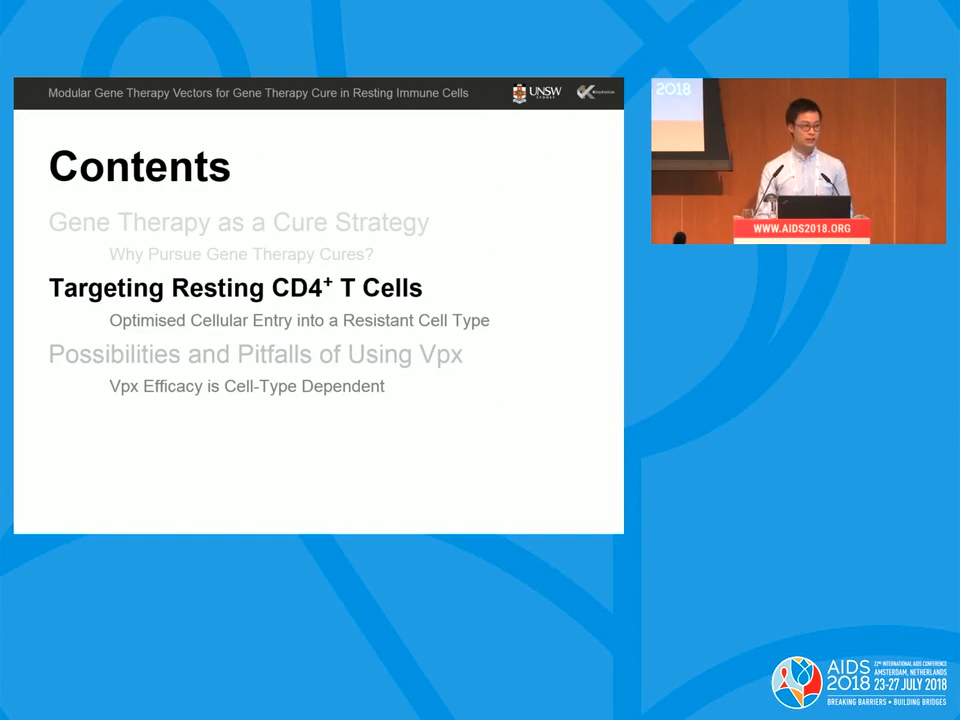 Modular Gene Therapy Vectors for Gene Therapy Cure in Resting Immune Cells
UNSW
SYDNEY
Contents
Gene Therapy as a Cure Strategy
Why Pursue Gene Therapy Cures?
Targeting Resting CD4⁺ T Cells
Optimised Cellular Entry into a Resistant Cell Type
Possibilities and Pitfalls of Using Vpx
Vpx Efficacy is Cell-Type Dependent
2018
WWW.AIDS2018.ORG
AIDS
2018
22ND INTERNATIONAL AIDS CONFERENCE
AMSTERDAM, NETHERLANDS
23-27 JULY 2018
BREAKING BARRIERS • BUILDING BRIDGES